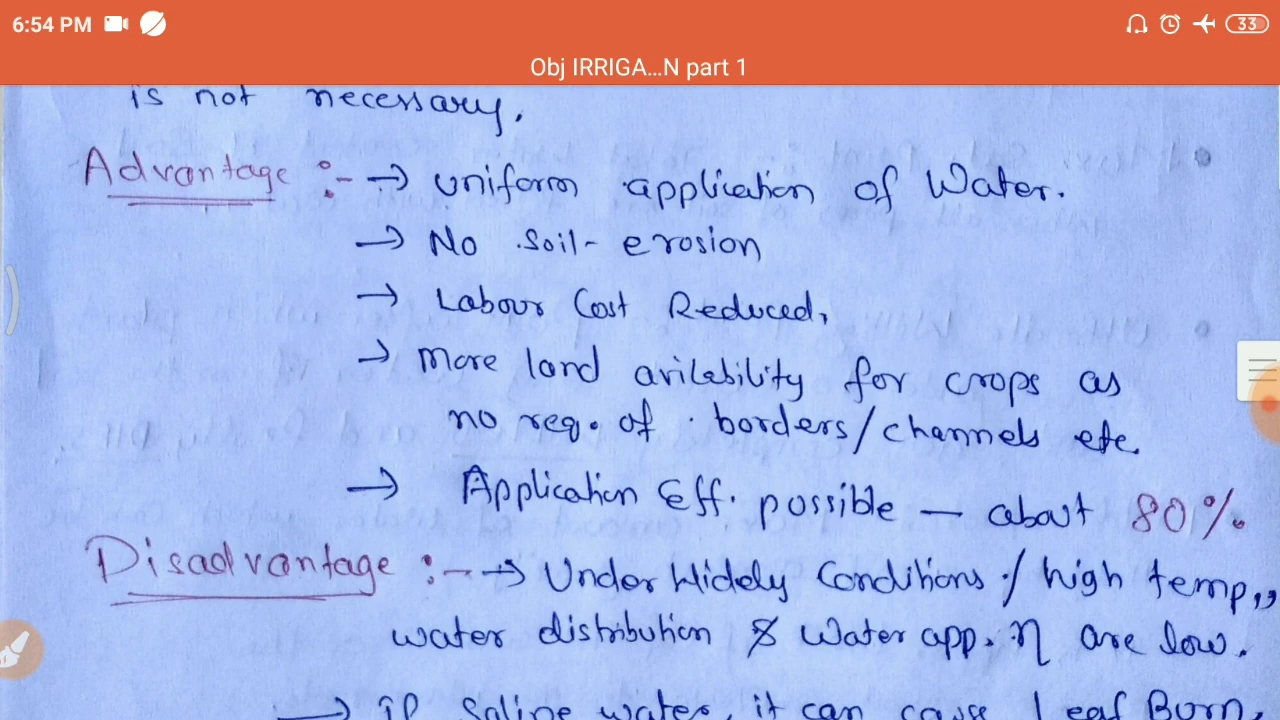 6:54 PM 33
Obj IRRIGA...N part 1
is not necessary.
Advantage :- → uniform application of Water.
→ No soil-erosion
→ Labour Cost Reduced,
→ More land avilability for crops as
no req. of borders/channels etc.
→ Application Eff. possible — about 80%
Disadvantage :- → Under Widely Conditions / high temp.,
water distribution & water app. η are low.
→ if Saline water, it can cause Leaf Burn,